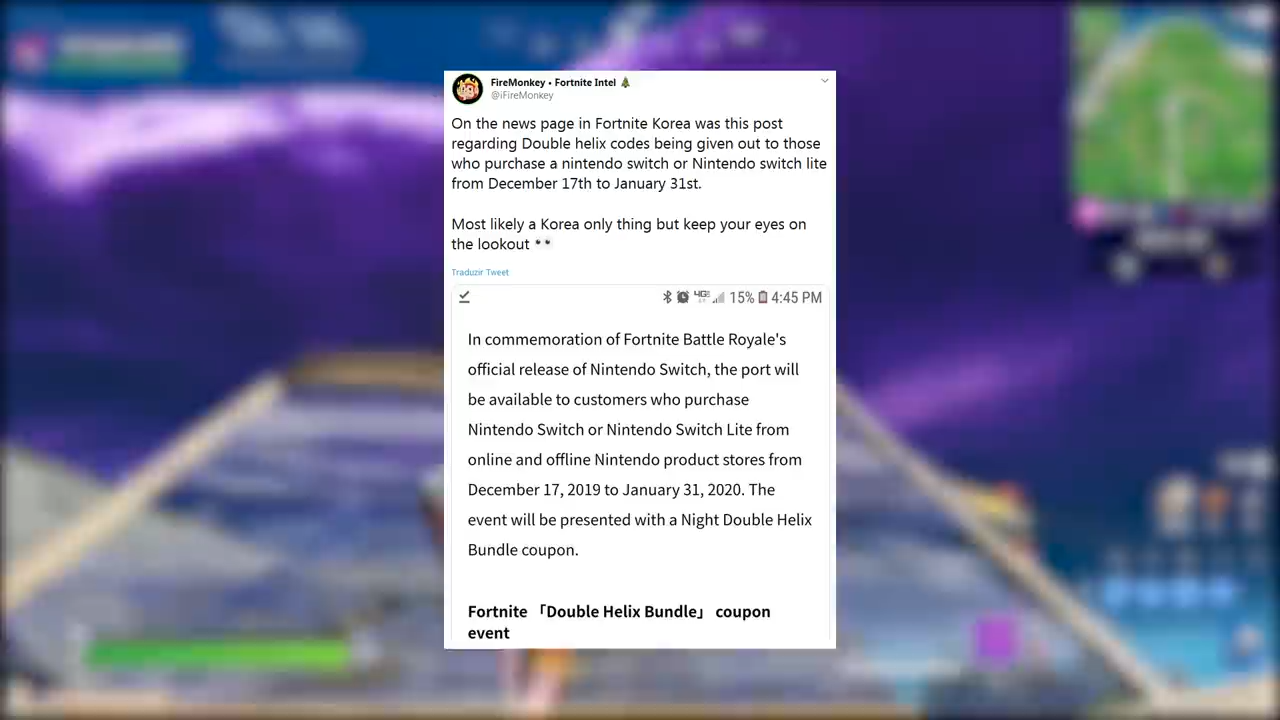 FireMonkey • Fortnite Intel 🎄
@iFireMonkey
On the news page in Fortnite Korea was this post
regarding Double helix codes being given out to those
who purchase a nintendo switch or Nintendo switch lite
from December 17th to January 31st.
Most likely a Korea only thing but keep your eyes on
the lookout 👀
Traduzir Tweet
4G 15% 4:45 PM
In commemoration of Fortnite Battle Royale's
official release of Nintendo Switch, the port will
be available to customers who purchase
Nintendo Switch or Nintendo Switch Lite from
online and offline Nintendo product stores from
December 17, 2019 to January 31, 2020. The
event will be presented with a Night Double Helix
Bundle coupon.
Fortnite 「Double Helix Bundle」 coupon
event